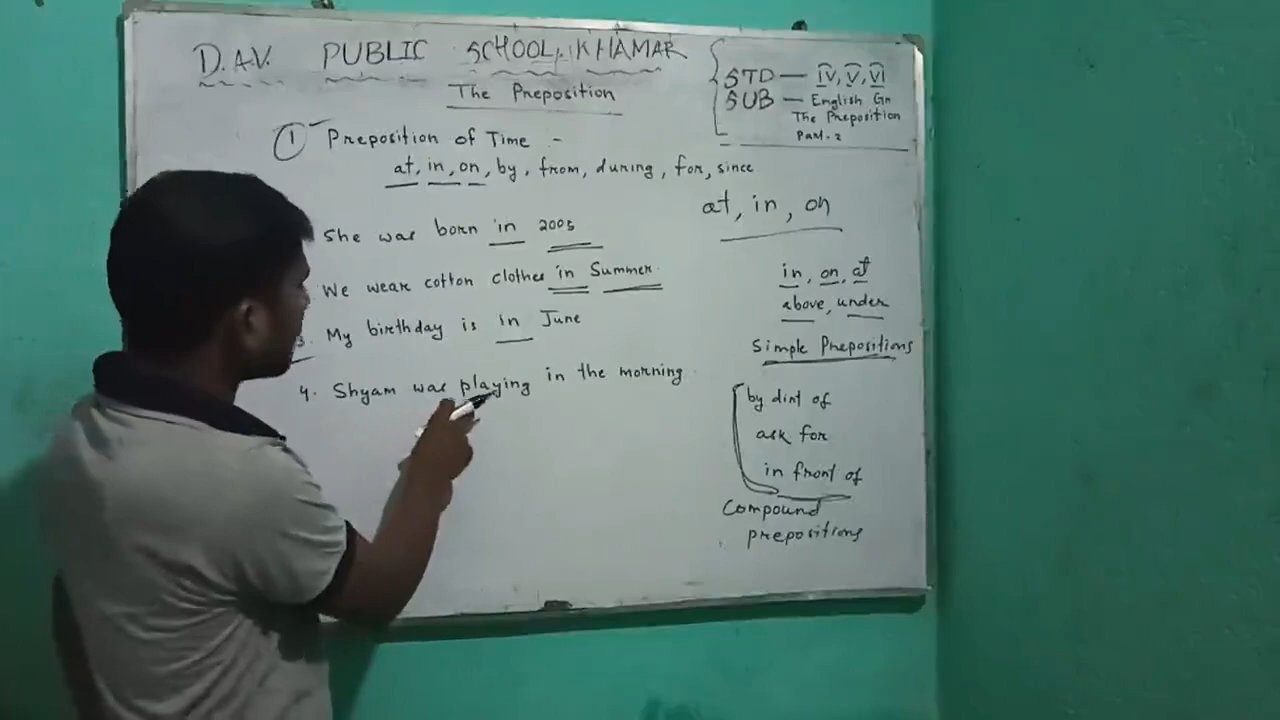 D.A.V. PUBLIC SCHOOL, KHAMAR
The Preposition
STD — IV, V, VI
SUB — English Gr
The Preposition
Part-2
1 Preposition of Time :-
at, in, on, by, from, during, for, since
She was born in 2005
We wear cotton clothes in Summer.
3. My birthday is in June
4. Shyam was playing in the morning
at, in, on
in, on, at
above, under
Simple Prepositions
by dint of
ask for
in front of
Compound
prepositions